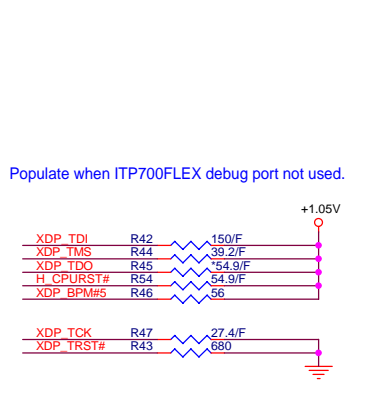 Populate when ITP700FLEX debug port not used.
+1.05V
XDP_TDI R42 150/F
XDP_TMS R44 39.2/F
XDP_TDO R45 *54.9/F
H_CPURST# R54 54.9/F
XDP_BPM#5 R46 56
XDP_TCK R47 27.4/F
XDP_TRST# R43 680